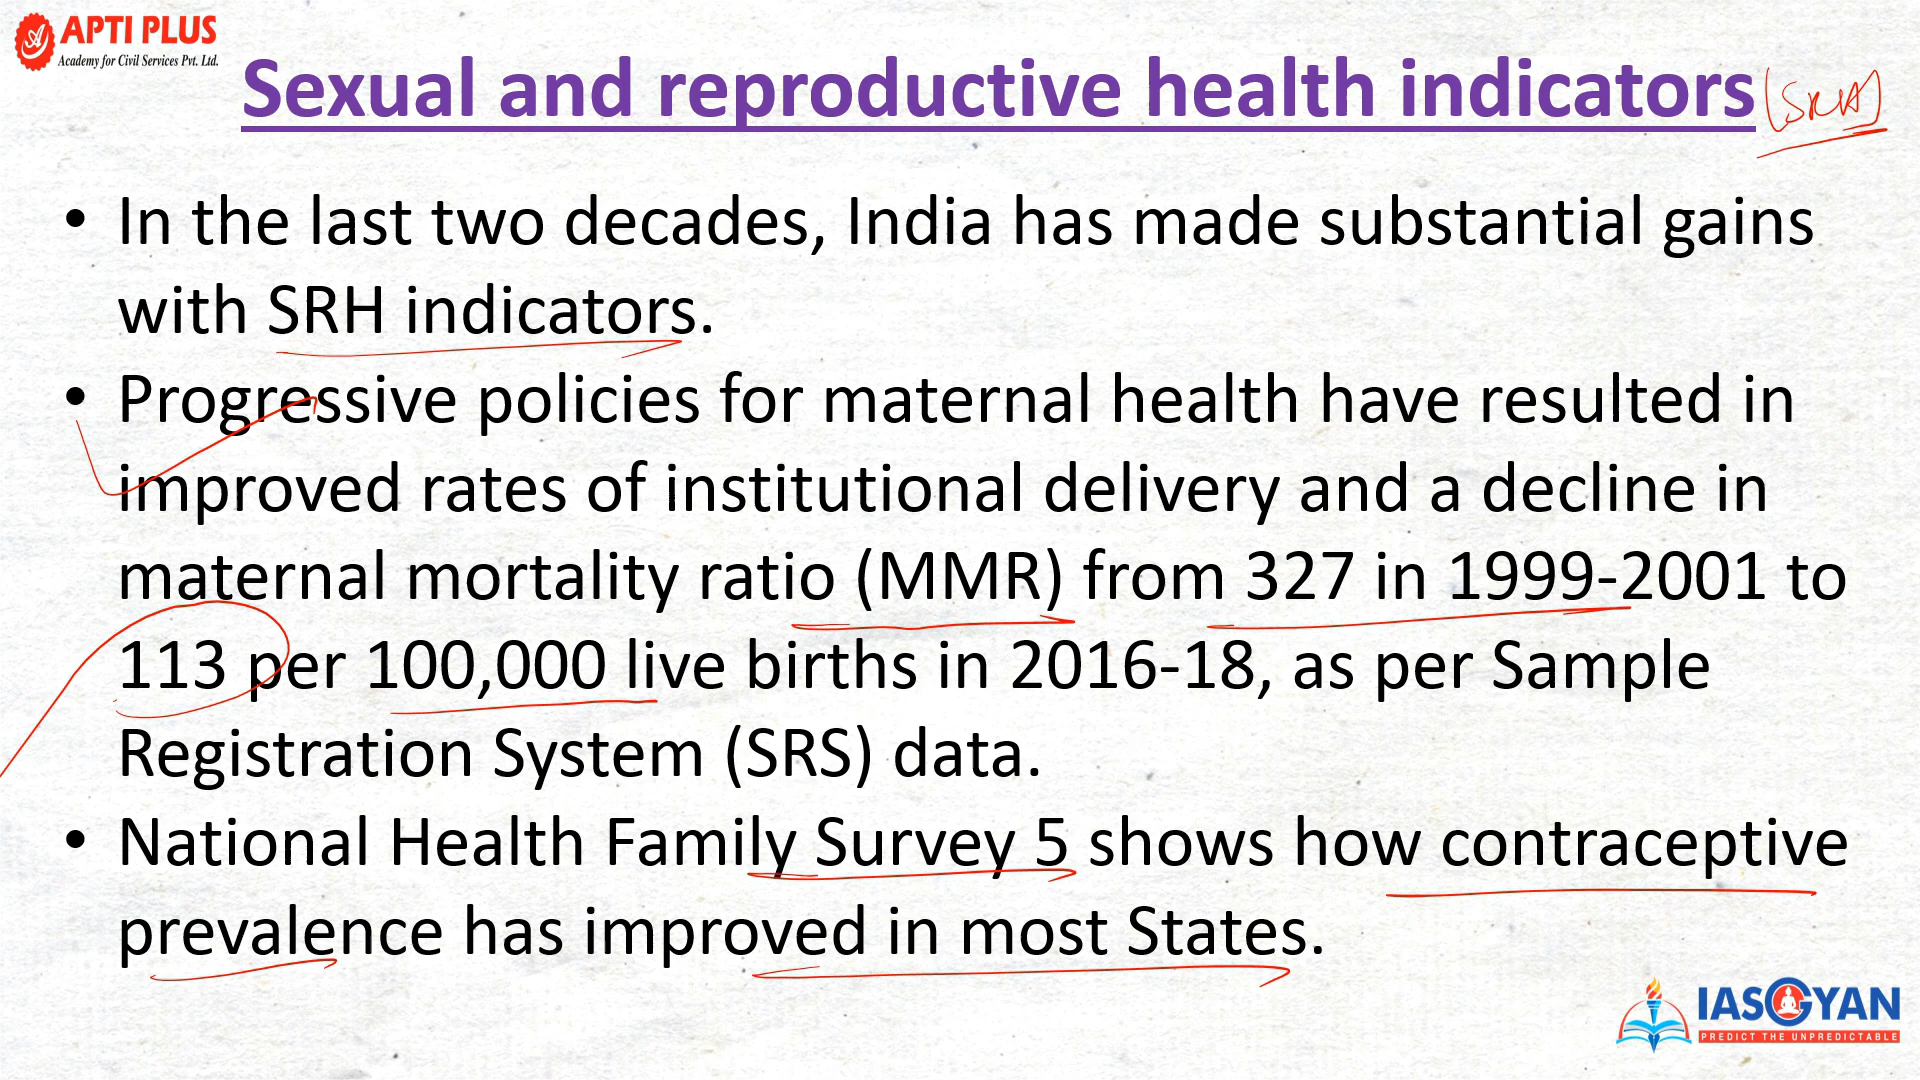 APTI PLUS
Academy for Civil Services Pvt. Ltd.
Sexual and reproductive health indicators (SRH)
• In the last two decades, India has made substantial gains
with SRH indicators.
• Progressive policies for maternal health have resulted in
improved rates of institutional delivery and a decline in
maternal mortality ratio (MMR) from 327 in 1999-2001 to
113 per 100,000 live births in 2016-18, as per Sample
Registration System (SRS) data.
• National Health Family Survey 5 shows how contraceptive
prevalence has improved in most States.
IASGYAN
PREDICT THE UNPREDICTABLE